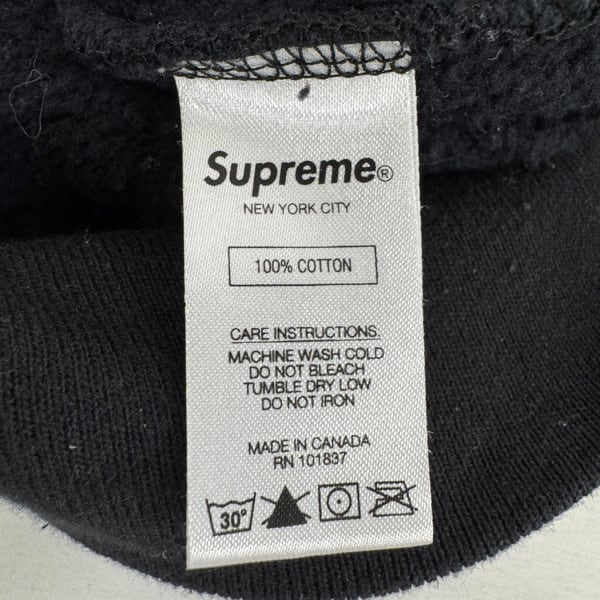 Supreme®
NEW YORK CITY
100% COTTON
CARE INSTRUCTIONS.
MACHINE WASH COLD
DO NOT BLEACH
TUMBLE DRY LOW
DO NOT IRON
MADE IN CANADA
RN 101837
30°